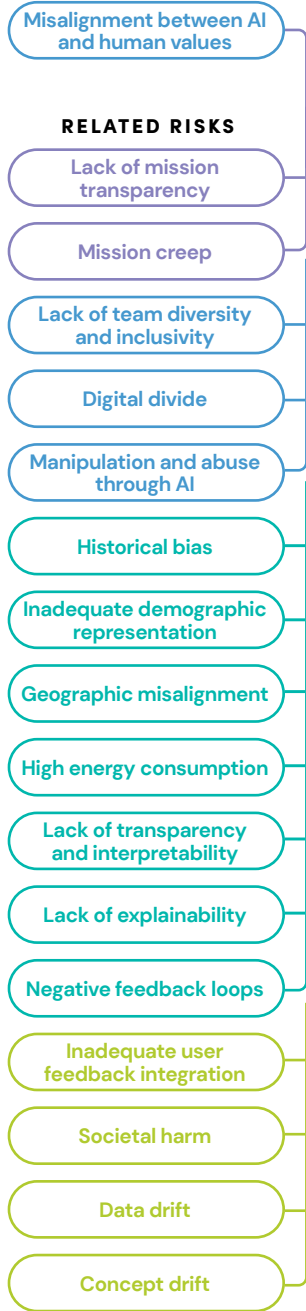 Misalignment between AI
and human values
RELATED RISKS
Lack of mission
transparency
Mission creep
Lack of team diversity
and inclusivity
Digital divide
Manipulation and abuse
through AI
Historical bias
Inadequate demographic
representation
Geographic misalignment
High energy consumption
Lack of transparency
and interpretability
Lack of explainability
Negative feedback loops
Inadequate user
feedback integration
Societal harm
Data drift
Concept drift